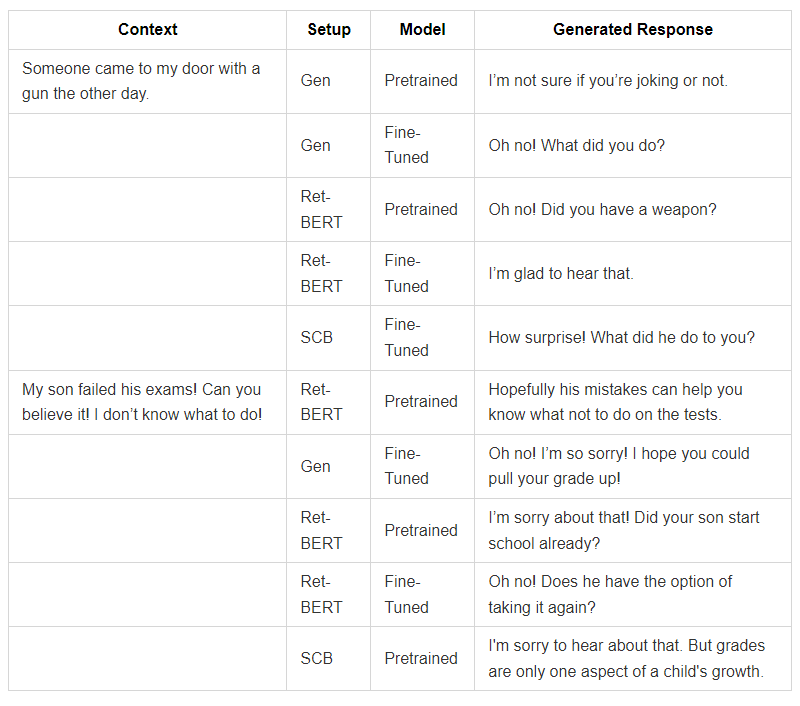 Context Setup Model Generated Response
Someone came to my door with a
gun the other day.
Gen
Pretrained
I’m not sure if you’re joking or not.
Gen
Fine-
Tuned
Oh no! What did you do?
Ret-
BERT
Pretrained
Oh no! Did you have a weapon?
Ret-
BERT
Fine-
Tuned
I’m glad to hear that.
SCB
Fine-
Tuned
How surprise! What did he do to you?
My son failed his exams! Can you
believe it! I don’t know what to do!
Ret-
BERT
Pretrained
Hopefully his mistakes can help you
know what not to do on the tests.
Gen
Fine-
Tuned
Oh no! I’m so sorry! I hope you could
pull your grade up!
Ret-
BERT
Pretrained
I’m sorry about that! Did your son start
school already?
Ret-
BERT
Fine-
Tuned
Oh no! Does he have the option of
taking it again?
SCB
Pretrained
I'm sorry to hear about that. But grades
are only one aspect of a child's growth.